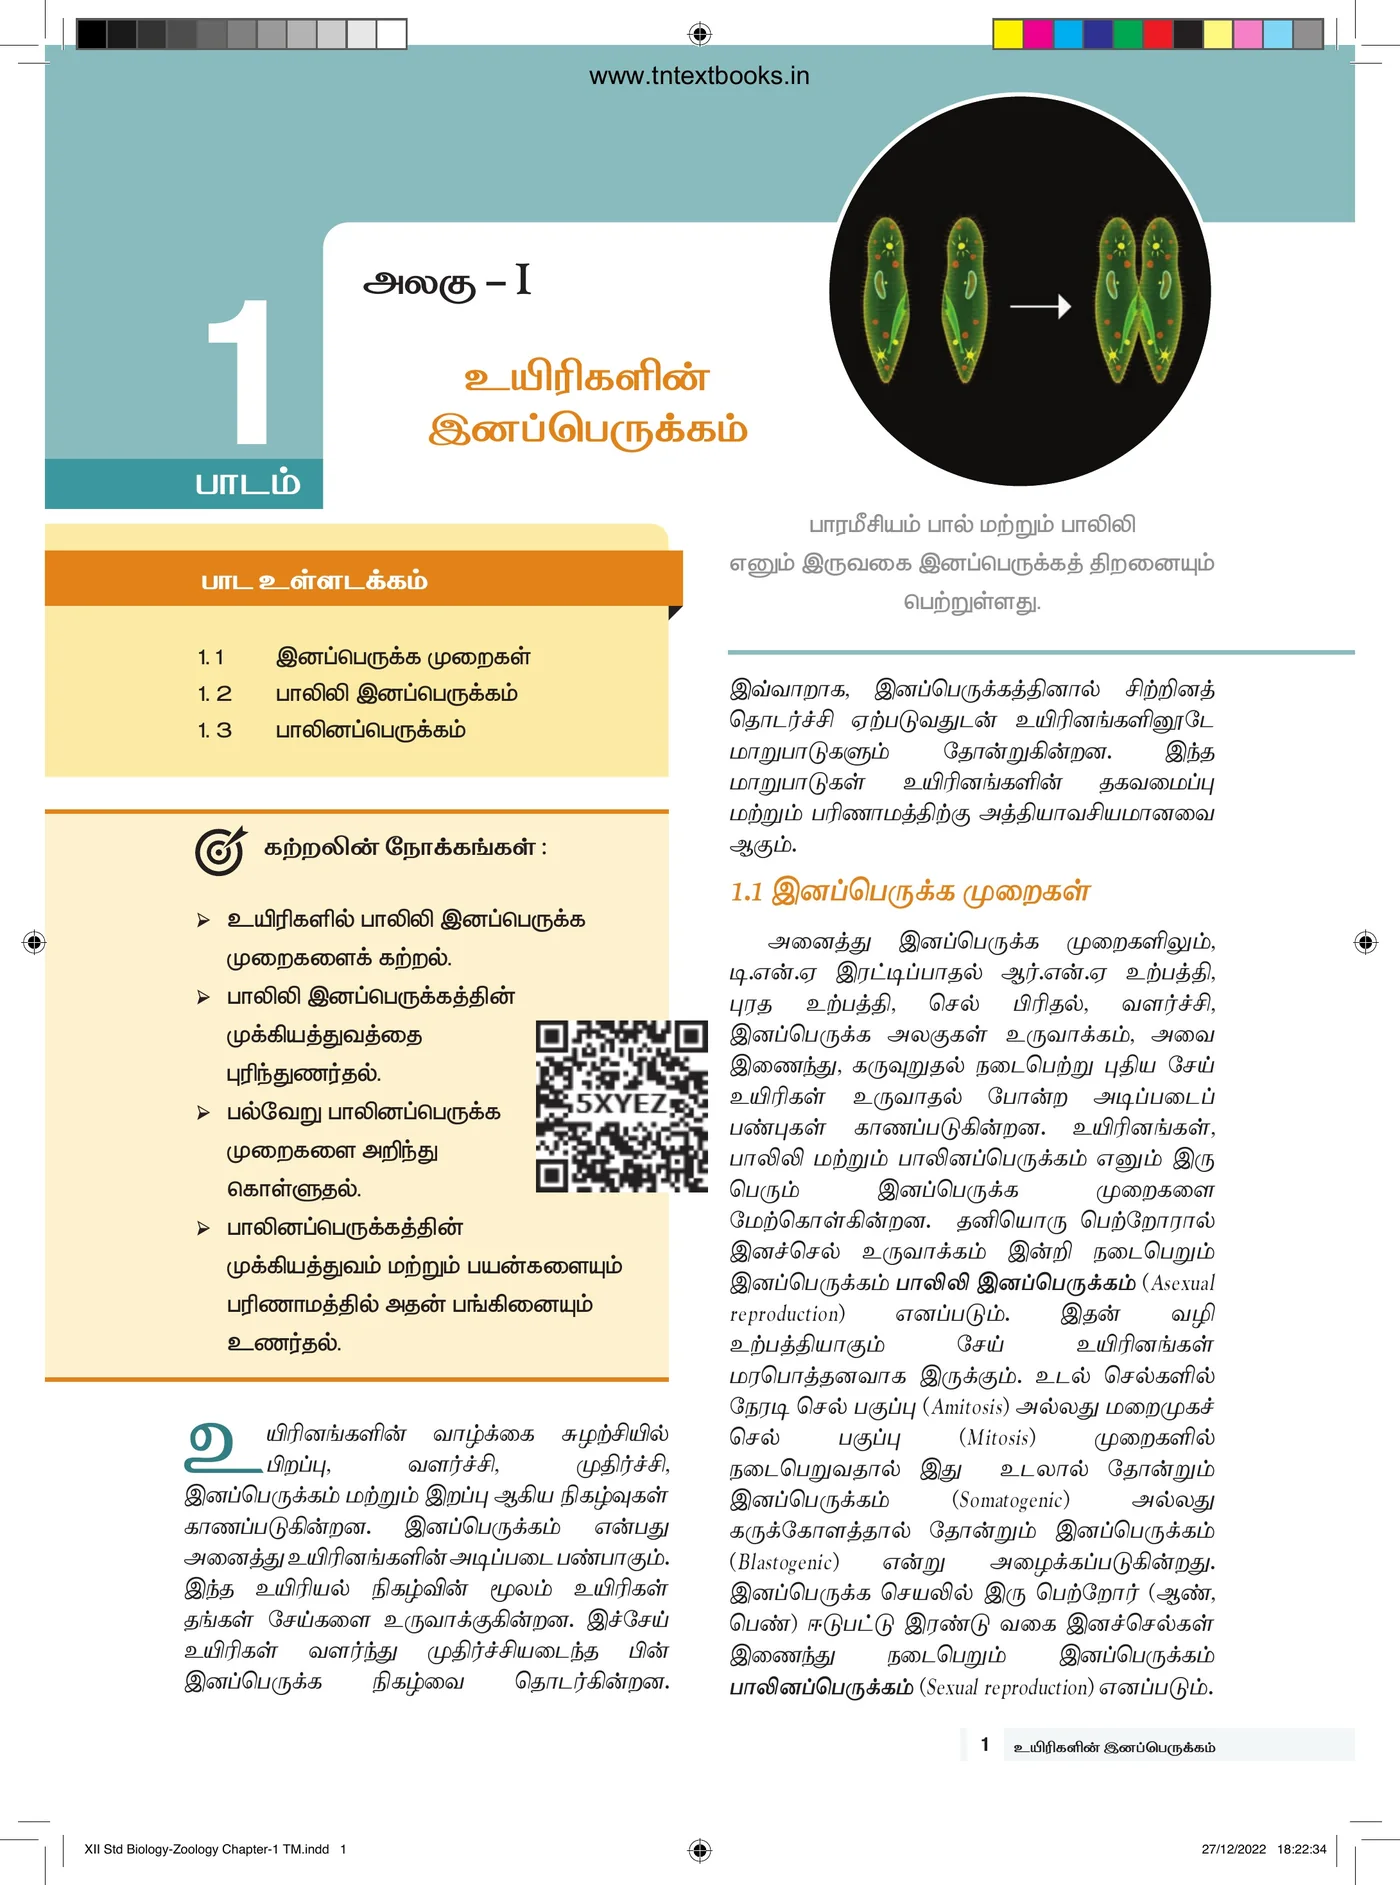 www.tntextbooks.in
அலகு – I
1
பாடம்
உயிரிகளின்
இனப்பெருக்கம்
பாரமீசியம் பால் மற்றும் பாலிலி
எனும் இருவகை இனப்பெருக்கத் திறனையும்
பெற்றுள்ளது.
பாட உள்ளடக்கம்
1. 1 இனப்பெருக்க முறைகள்
1. 2 பாலிலி இனப்பெருக்கம்
1. 3 பாலினப்பெருக்கம்
கற்றலின் நோக்கங்கள் :
➢ உயிரிகளில் பாலிலி இனப்பெருக்க
முறைகளைக் கற்றல்.
➢ பாலிலி இனப்பெருக்கத்தின்
முக்கியத்துவத்தை
புரிந்துணர்தல்.
➢ பல்வேறு பாலினப்பெருக்க
முறைகளை அறிந்து
கொள்ளுதல்.
➢ பாலினப்பெருக்கத்தின்
முக்கியத்துவம் மற்றும் பயன்களையும்
பரிணாமத்தில் அதன் பங்கினையும்
உணர்தல்.
5XYEZ
உயிரினங்களின் வாழ்க்கை சுழற்சியில்
பிறப்பு, வளர்ச்சி, முதிர்ச்சி,
இனப்பெருக்கம் மற்றும் இறப்பு ஆகிய நிகழ்வுகள்
காணப்படுகின்றன. இனப்பெருக்கம் என்பது
அனைத்து உயிரினங்களின் அடிப்படை பண்பாகும்.
இந்த உயிரியல் நிகழ்வின் மூலம் உயிரிகள்
தங்கள் சேய்களை உருவாக்குகின்றன. இச்சேய்
உயிரிகள் வளர்ந்து முதிர்ச்சியடைந்த பின்
இனப்பெருக்க நிகழ்வை தொடர்கின்றன.
இவ்வாறாக, இனப்பெருக்கத்தினால் சிற்றினத்
தொடர்ச்சி ஏற்படுவதுடன் உயிரினங்களினூடே
மாறுபாடுகளும் தோன்றுகின்றன. இந்த
மாறுபாடுகள் உயிரினங்களின் தகவமைப்பு
மற்றும் பரிணாமத்திற்கு அத்தியாவசியமானவை
ஆகும்.
1.1 இனப்பெருக்க முறைகள்
அனைத்து இனப்பெருக்க முறைகளிலும்,
டி.என்.ஏ இரட்டிப்பாதல் ஆர்.என்.ஏ உற்பத்தி,
புரத உற்பத்தி, செல் பிரிதல், வளர்ச்சி,
இனப்பெருக்க அலகுகள் உருவாக்கம், அவை
இணைந்து, கருவுறுதல் நடைபெற்று புதிய சேய்
உயிரிகள் உருவாதல் போன்ற அடிப்படைப்
பண்புகள் காணப்படுகின்றன. உயிரினங்கள்,
பாலிலி மற்றும் பாலினப்பெருக்கம் எனும் இரு
பெரும் இனப்பெருக்க முறைகளை
மேற்கொள்கின்றன. தனியொரு பெற்றோரால்
இனச்செல் உருவாக்கம் இன்றி நடைபெறும்
இனப்பெருக்கம் பாலிலி இனப்பெருக்கம் (Asexual
reproduction) எனப்படும். இதன் வழி
உற்பத்தியாகும் சேய் உயிரினங்கள்
மரபொத்தனவாக இருக்கும். உடல் செல்களில்
நேரடி செல் பகுப்பு (Amitosis) அல்லது மறைமுகச்
செல் பகுப்பு (Mitosis) முறைகளில்
நடைபெறுவதால் இது உடலால் தோன்றும்
இனப்பெருக்கம் (Somatogenic) அல்லது
கருக்கோளத்தால் தோன்றும் இனப்பெருக்கம்
(Blastogenic) என்று அழைக்கப்படுகின்றது.
இனப்பெருக்க செயலில் இரு பெற்றோர் (ஆண்,
பெண்) ஈடுபட்டு இரண்டு வகை இனச்செல்கள்
இணைந்து நடைபெறும் இனப்பெருக்கம்
பாலினப்பெருக்கம் (Sexual reproduction) எனப்படும்.
1 உயிரிகளின் இனப்பெருக்கம்
XII Std Biology-Zoology Chapter-1 TM.indd 1
27/12/2022 18:22:34